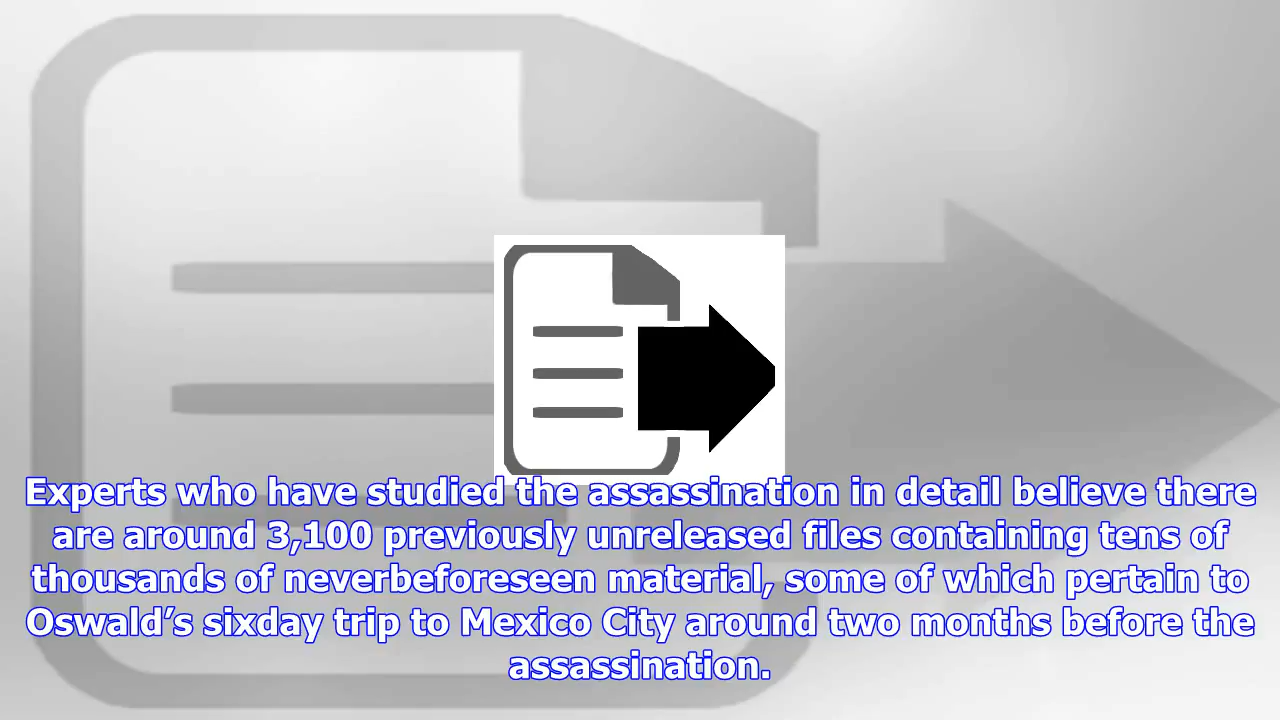 Experts who have studied the assassination in detail believe there
are around 3,100 previously unreleased files containing tens of
thousands of neverbeforeseen material, some of which pertain to
Oswald’s sixday trip to Mexico City around two months before the
assassination.